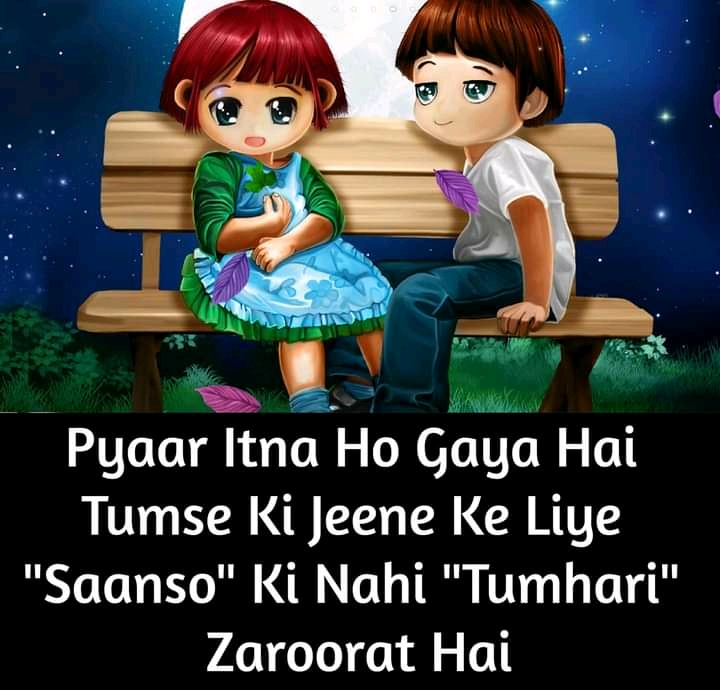 Pyaar Itna Ho Gaya Hai
Tumse Ki Jeene Ke Liye
"Saanso" Ki Nahi "Tumhari"
Zaroorat Hai